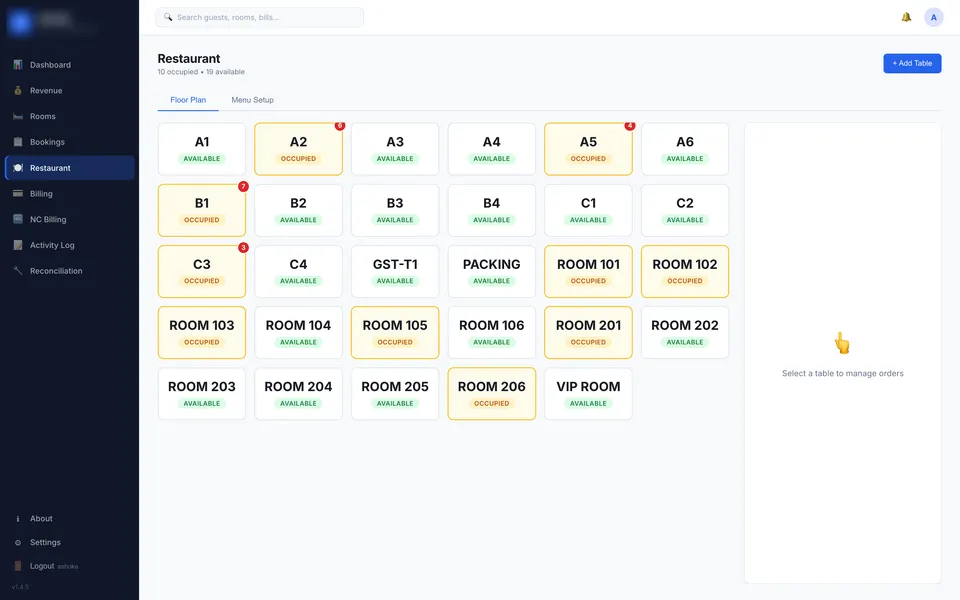 Search guests, rooms, bills...
A
Dashboard
Revenue
Rooms
Bookings
Restaurant
Billing
NC Billing
Activity Log
Reconciliation
About
Settings
Logout ashoka
v1.4.5
Restaurant
10 occupied • 19 available
+ Add Table
Floor Plan
Menu Setup
A1
AVAILABLE
6
A2
OCCUPIED
A3
AVAILABLE
A4
AVAILABLE
4
A5
OCCUPIED
A6
AVAILABLE
7
B1
OCCUPIED
B2
AVAILABLE
B3
AVAILABLE
B4
AVAILABLE
C1
AVAILABLE
C2
AVAILABLE
3
C3
OCCUPIED
C4
AVAILABLE
GST-T1
AVAILABLE
PACKING
AVAILABLE
ROOM 101
OCCUPIED
ROOM 102
OCCUPIED
ROOM 103
OCCUPIED
ROOM 104
AVAILABLE
ROOM 105
OCCUPIED
ROOM 106
AVAILABLE
ROOM 201
OCCUPIED
ROOM 202
AVAILABLE
ROOM 203
AVAILABLE
ROOM 204
AVAILABLE
ROOM 205
AVAILABLE
ROOM 206
OCCUPIED
VIP ROOM
AVAILABLE
Select a table to manage orders